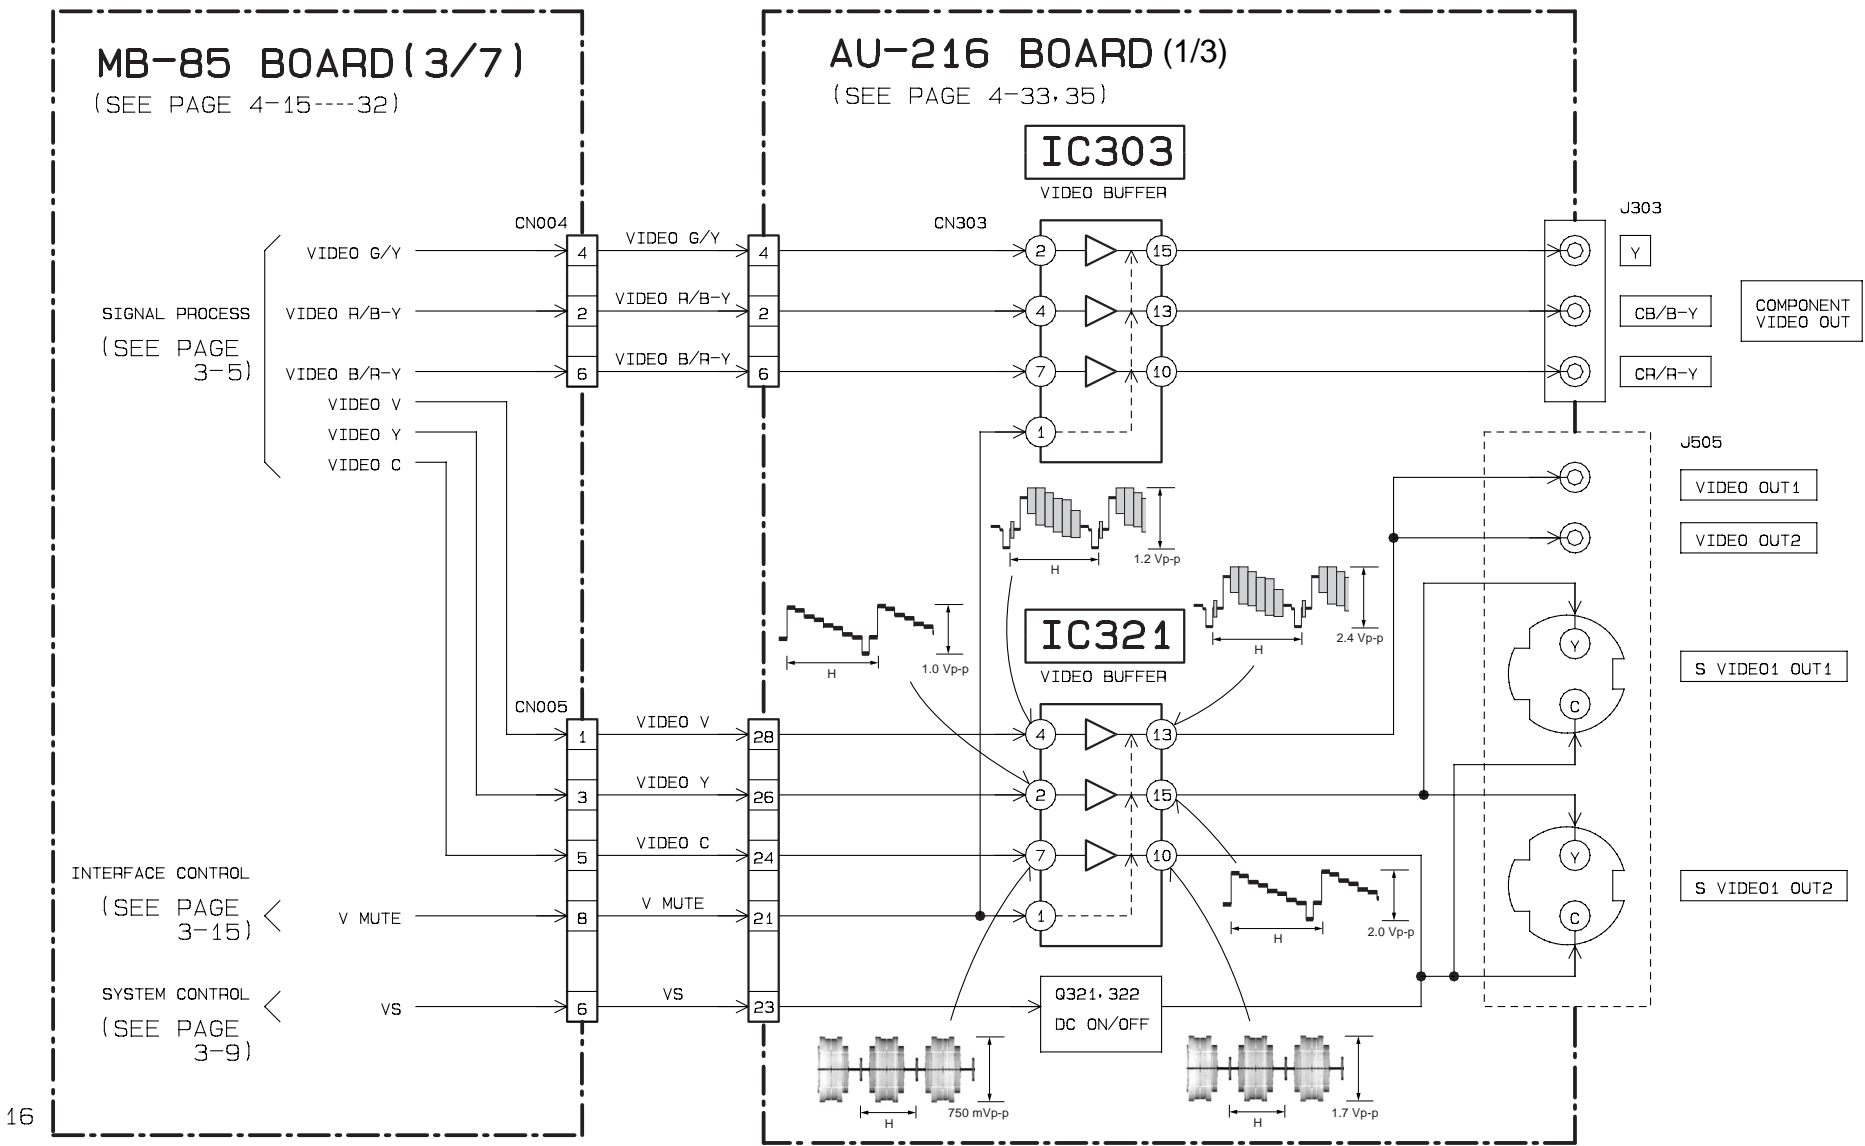 MB-85 BOARD(3/7)
(SEE PAGE 4-15----32)
AU-216 BOARD (1/3)
(SEE PAGE 4-33,35)
IC303
VIDEO BUFFER
CN004
CN303
J303
SIGNAL PROCESS
(SEE PAGE
3-5)
VIDEO G/Y
4
VIDEO G/Y
4
2
15
Y
VIDEO R/B-Y
2
VIDEO R/B-Y
2
4
13
CB/B-Y
COMPONENT
VIDEO OUT
VIDEO B/R-Y
6
VIDEO B/R-Y
6
7
10
CR/R-Y
VIDEO V
VIDEO Y
VIDEO C
1
J505
VIDEO OUT1
VIDEO OUT2
H
1.2 Vp-p
H
2.4 Vp-p
H
1.0 Vp-p
IC321
VIDEO BUFFER
Y
C
S VIDEO1 OUT1
CN005
1
VIDEO V
28
4
13
3
VIDEO Y
26
2
15
5
VIDEO C
24
7
10
Y
C
S VIDEO1 OUT2
H
2.0 Vp-p
INTERFACE CONTROL
(SEE PAGE
3-15)
V MUTE
8
V MUTE
21
1
SYSTEM CONTROL
(SEE PAGE
3-9)
VS
6
VS
23
Q321,322
DC ON/OFF
H
750 mVp-p
H
1.7 Vp-p
16